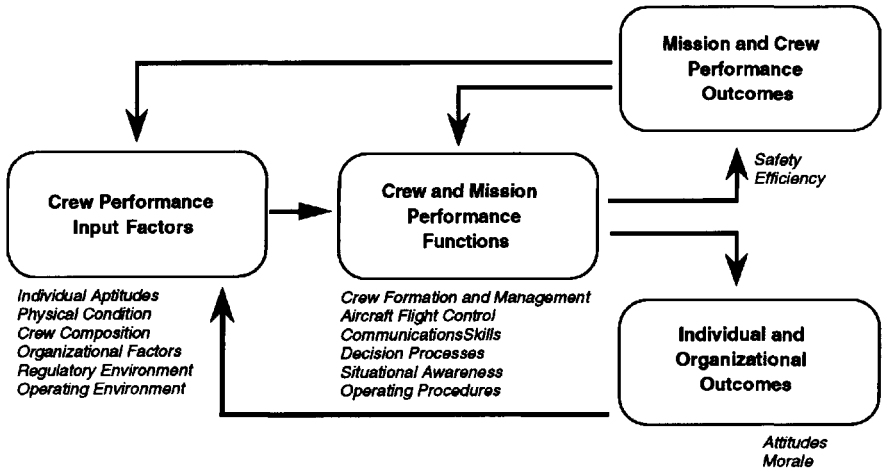 Mission and Crew
Performance
Outcomes
Safety
Efficiency
Crew Performance
Input Factors
Individual Aptitudes
Physical Condition
Crew Composition
Organizational Factors
Regulatory Environment
Operating Environment
Crew and Mission
Performance
Functions
Crew Formation and Management
Aircraft Flight Control
CommunicationsSkills
Decision Processes
Situational Awareness
Operating Procedures
Individual and
Organizational
Outcomes
Attitudes
Morale